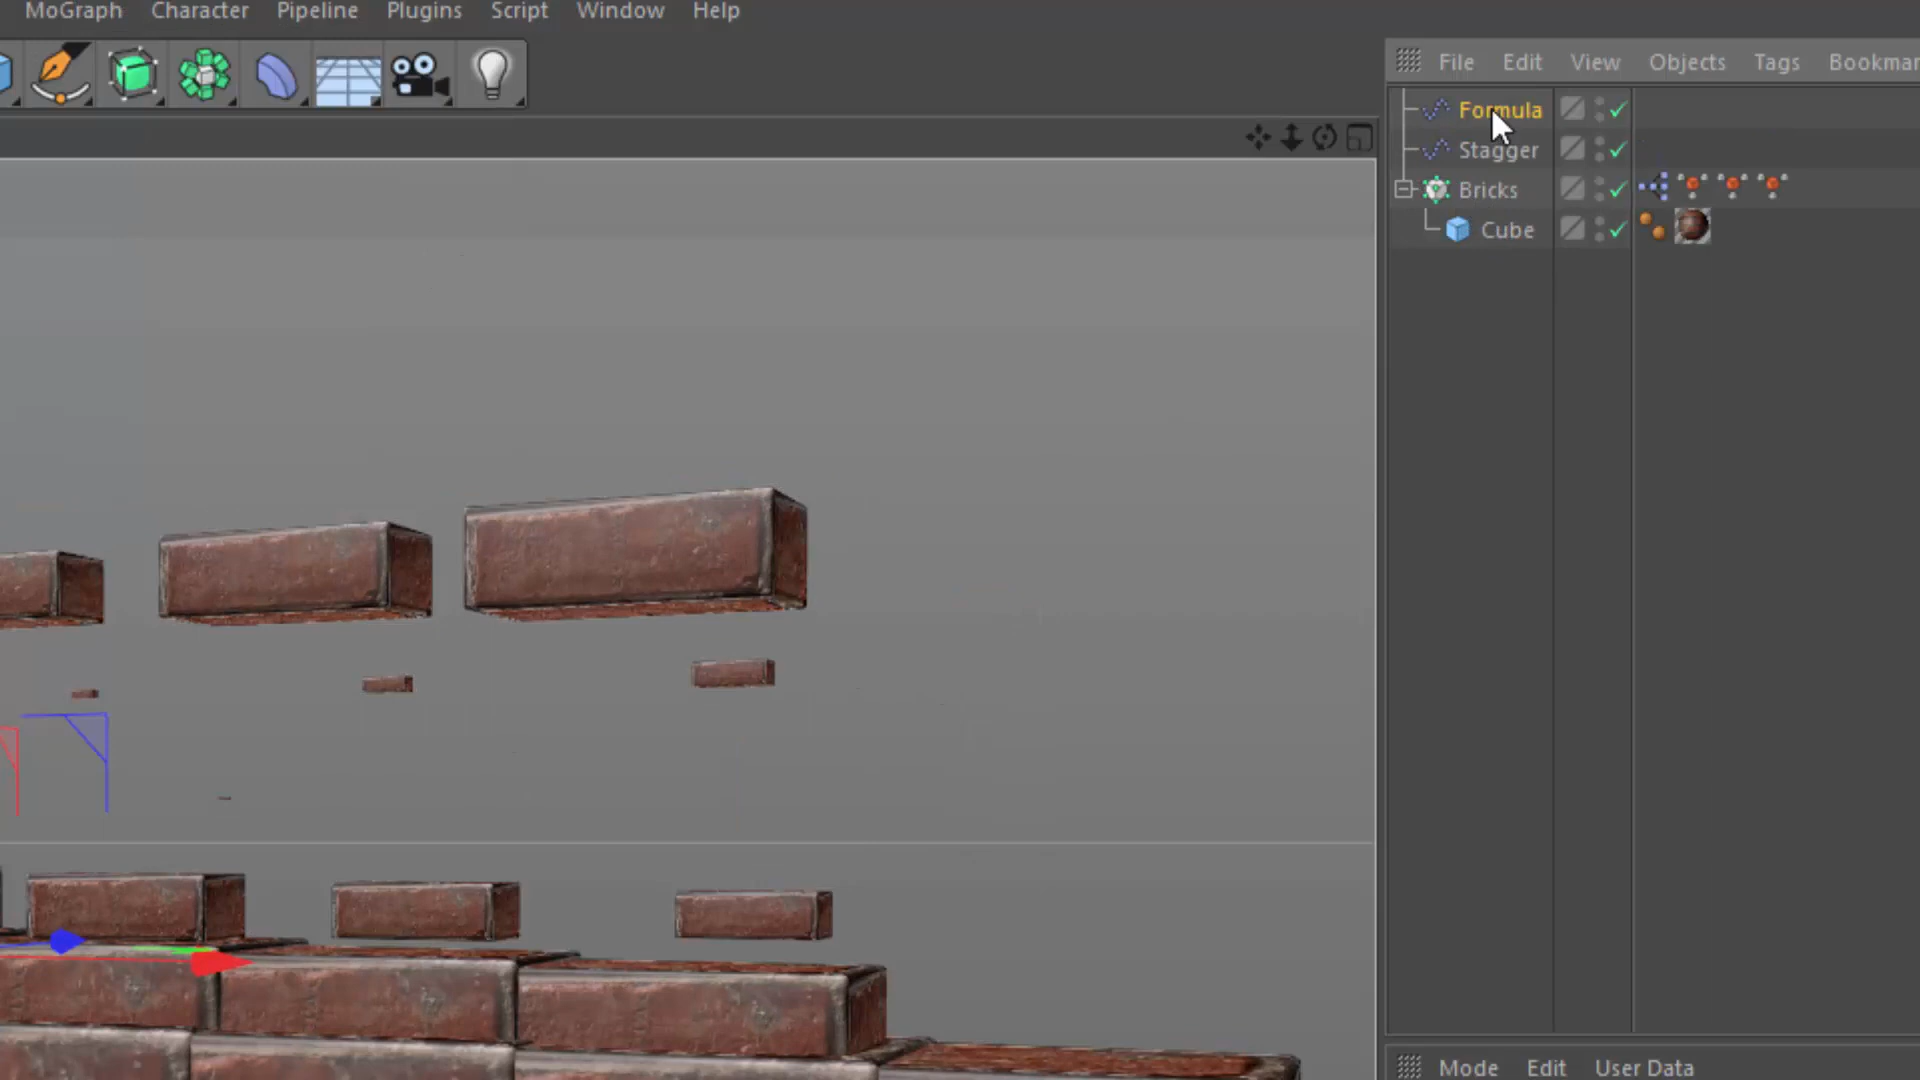 MoGraph Character Pipeline Plugins Script Window Help
File Edit View Objects Tags Bookmar
Formula
Stagger
Bricks
Cube
Mode Edit User Data